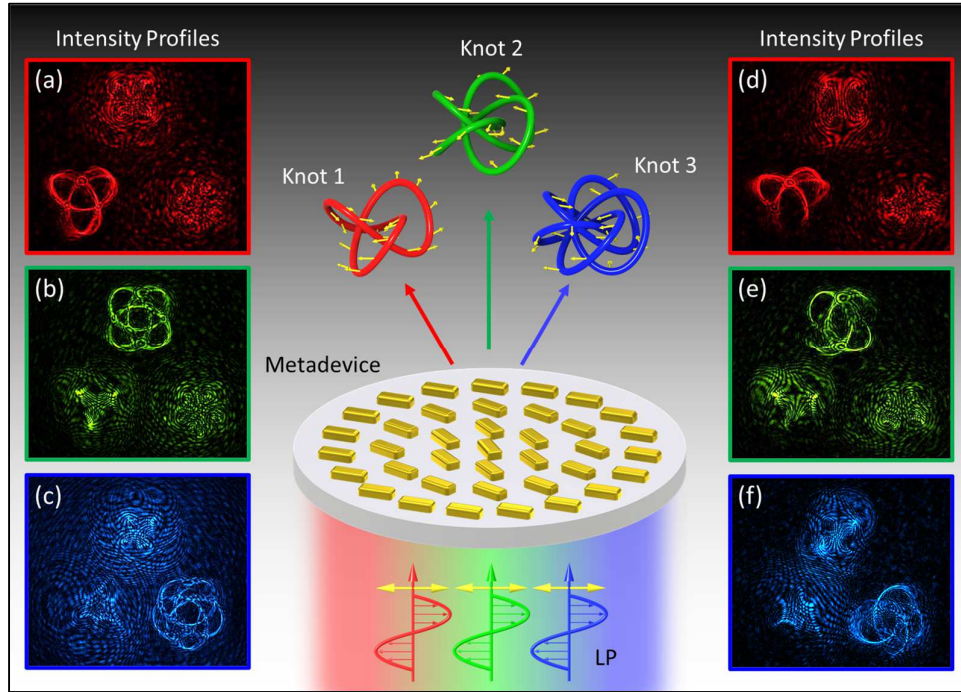 Intensity Profiles
(a)
(b)
(c)
Knot 2
Knot 1
Knot 3
Metadevice
LP
Intensity Profiles
(d)
(e)
(f)